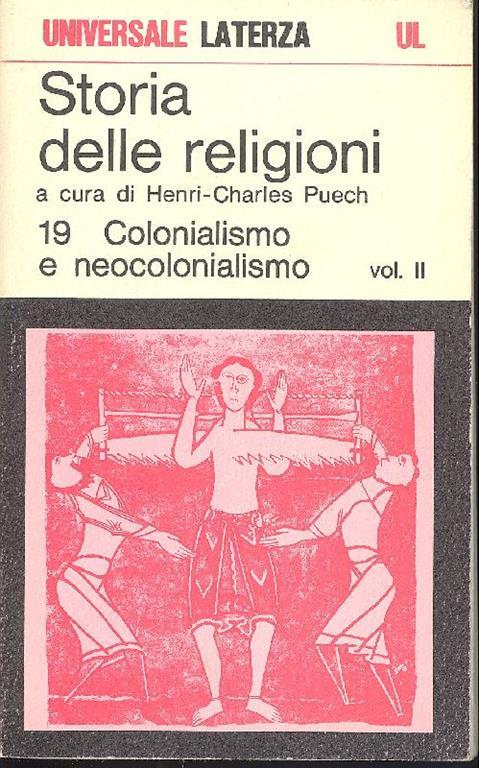 UNIVERSALE LATERZA UL
Storia
delle religioni
a cura di Henri-Charles Puech
19 Colonialismo
e neocolonialismo vol. II